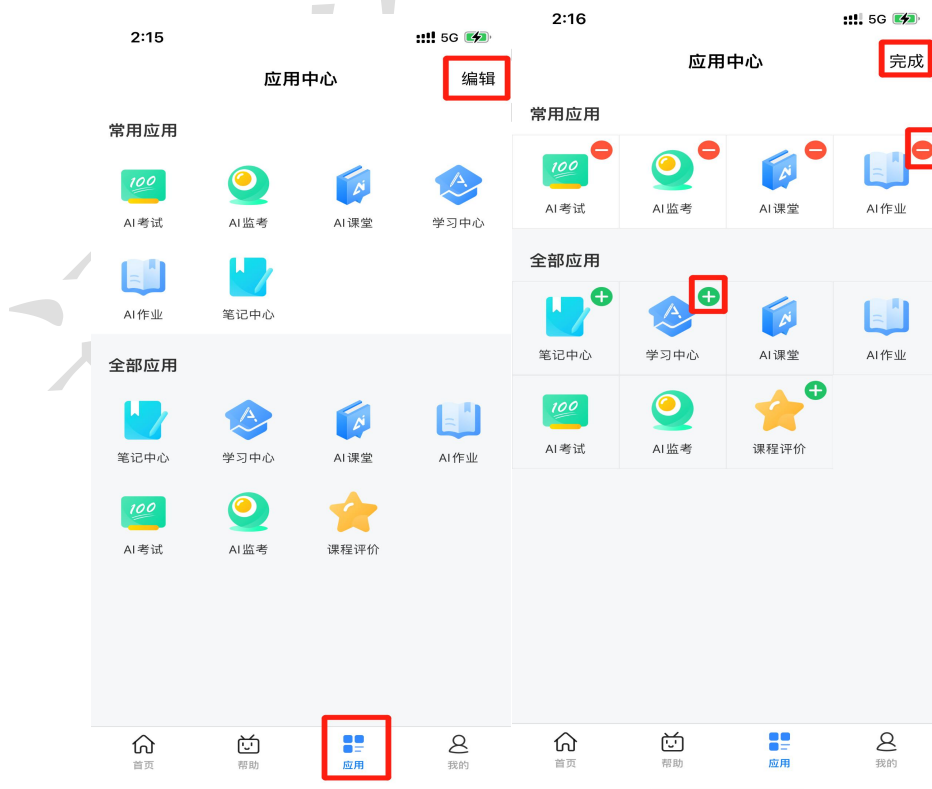 2:15
5G
应用中心
编辑
常用应用
100
AI考试
AI监考
AI课堂
学习中心
AI作业
笔记中心
全部应用
笔记中心
学习中心
AI课堂
AI作业
100
AI考试
AI监考
课程评价
首页
帮助
应用
我的
2:16
5G
应用中心
完成
常用应用
100
AI考试
AI监考
AI课堂
AI作业
全部应用
笔记中心
学习中心
AI课堂
AI作业
100
AI考试
AI监考
课程评价
首页
帮助
应用
我的